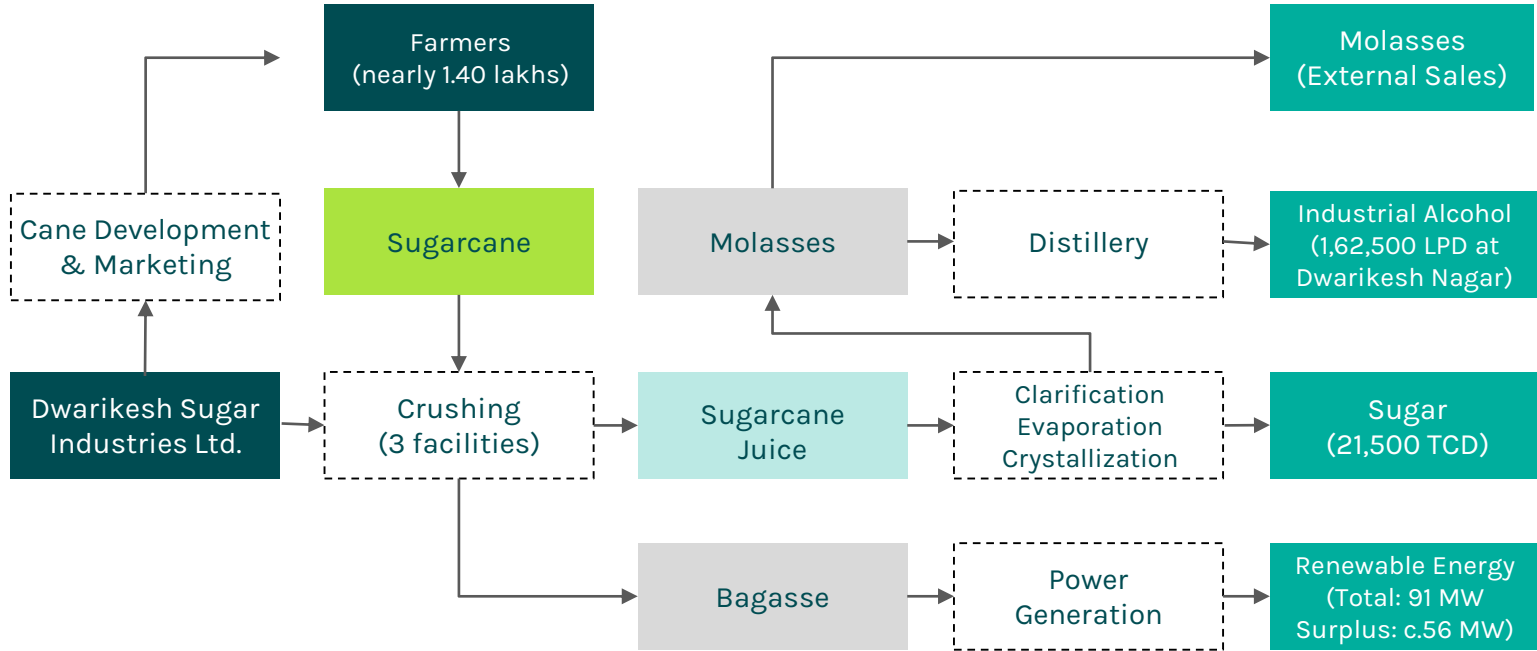 Farmers
(nearly 1.40 lakhs)
Molasses
(External Sales)
Cane Development
& Marketing
Sugarcane
Molasses
Distillery
Industrial Alcohol
(1,62,500 LPD at
Dwarikesh Nagar)
Dwarikesh Sugar
Industries Ltd.
Crushing
(3 facilities)
Sugarcane
Juice
Clarification
Evaporation
Crystallization
Sugar
(21,500 TCD)
Bagasse
Power
Generation
Renewable Energy
(Total: 91 MW
Surplus: c.56 MW)